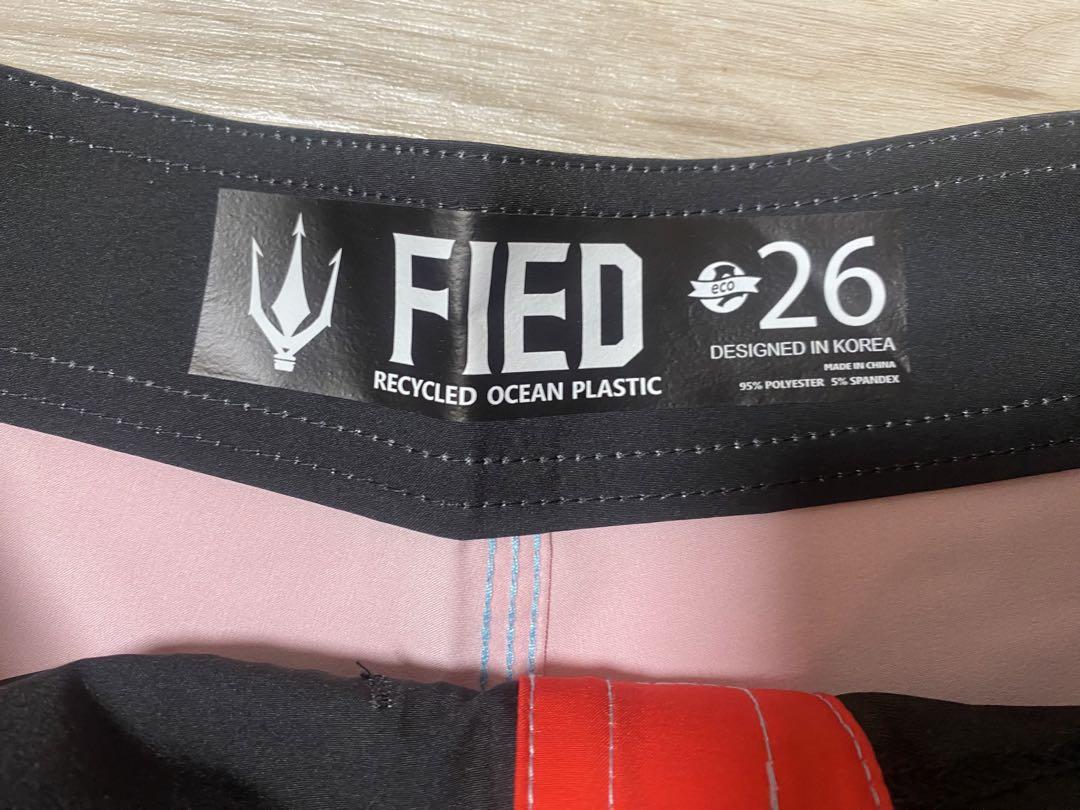 FIED
RECYCLED OCEAN PLASTIC
eco
26
DESIGNED IN KOREA
MADE IN CHINA
95% POLYESTER 5% SPANDEX